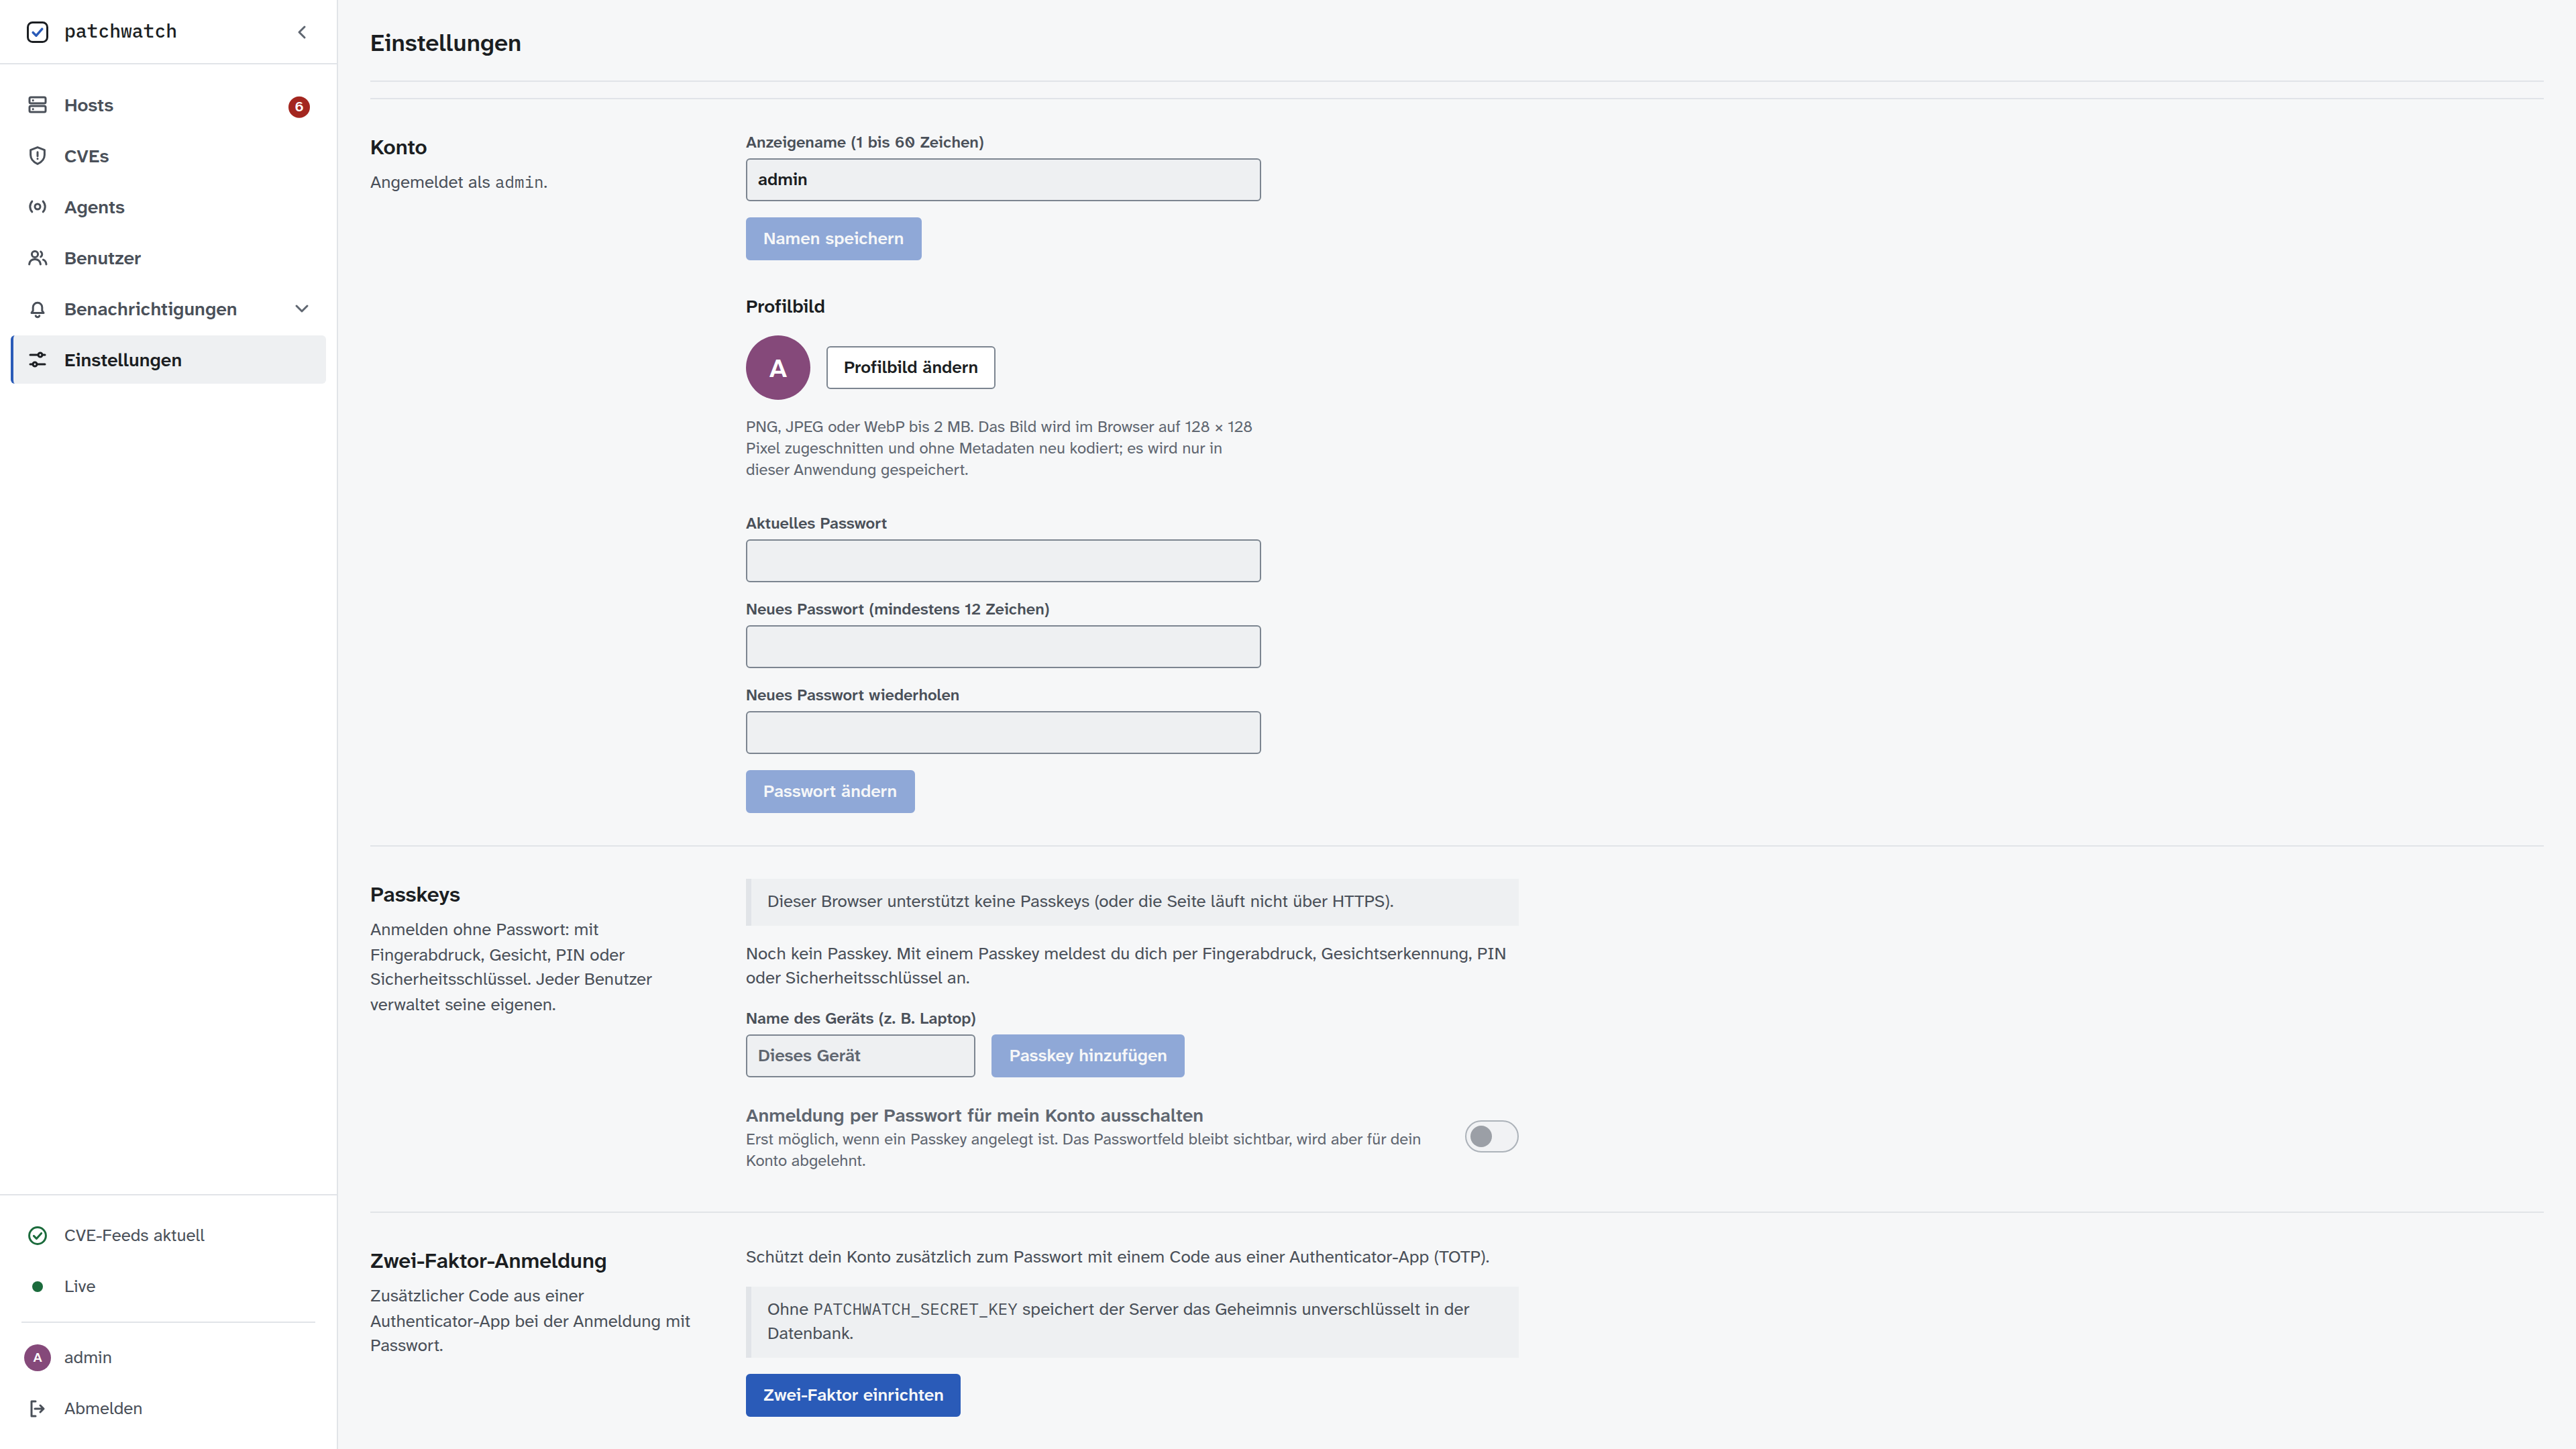 patchwatch
Hosts
6
CVEs
Agents
Benutzer
Benachrichtigungen
Einstellungen
CVE-Feeds aktuell
Live
A
admin
Abmelden
Einstellungen
Konto
Angemeldet als admin.
Anzeigename (1 bis 60 Zeichen)
admin
Namen speichern
Profilbild
A
Profilbild ändern
PNG, JPEG oder WebP bis 2 MB. Das Bild wird im Browser auf 128 × 128
Pixel zugeschnitten und ohne Metadaten neu kodiert; es wird nur in
dieser Anwendung gespeichert.
Aktuelles Passwort
Neues Passwort (mindestens 12 Zeichen)
Neues Passwort wiederholen
Passwort ändern
Passkeys
Anmelden ohne Passwort: mit
Fingerabdruck, Gesicht, PIN oder
Sicherheitsschlüssel. Jeder Benutzer
verwaltet seine eigenen.
Dieser Browser unterstützt keine Passkeys (oder die Seite läuft nicht über HTTPS).
Noch kein Passkey. Mit einem Passkey meldest du dich per Fingerabdruck, Gesichtserkennung, PIN
oder Sicherheitsschlüssel an.
Name des Geräts (z. B. Laptop)
Dieses Gerät
Passkey hinzufügen
Anmeldung per Passwort für mein Konto ausschalten
Erst möglich, wenn ein Passkey angelegt ist. Das Passwortfeld bleibt sichtbar, wird aber für dein
Konto abgelehnt.
Zwei-Faktor-Anmeldung
Zusätzlicher Code aus einer
Authenticator-App bei der Anmeldung mit
Passwort.
Schützt dein Konto zusätzlich zum Passwort mit einem Code aus einer Authenticator-App (TOTP).
Ohne PATCHWATCH_SECRET_KEY speichert der Server das Geheimnis unverschlüsselt in der
Datenbank.
Zwei-Faktor einrichten